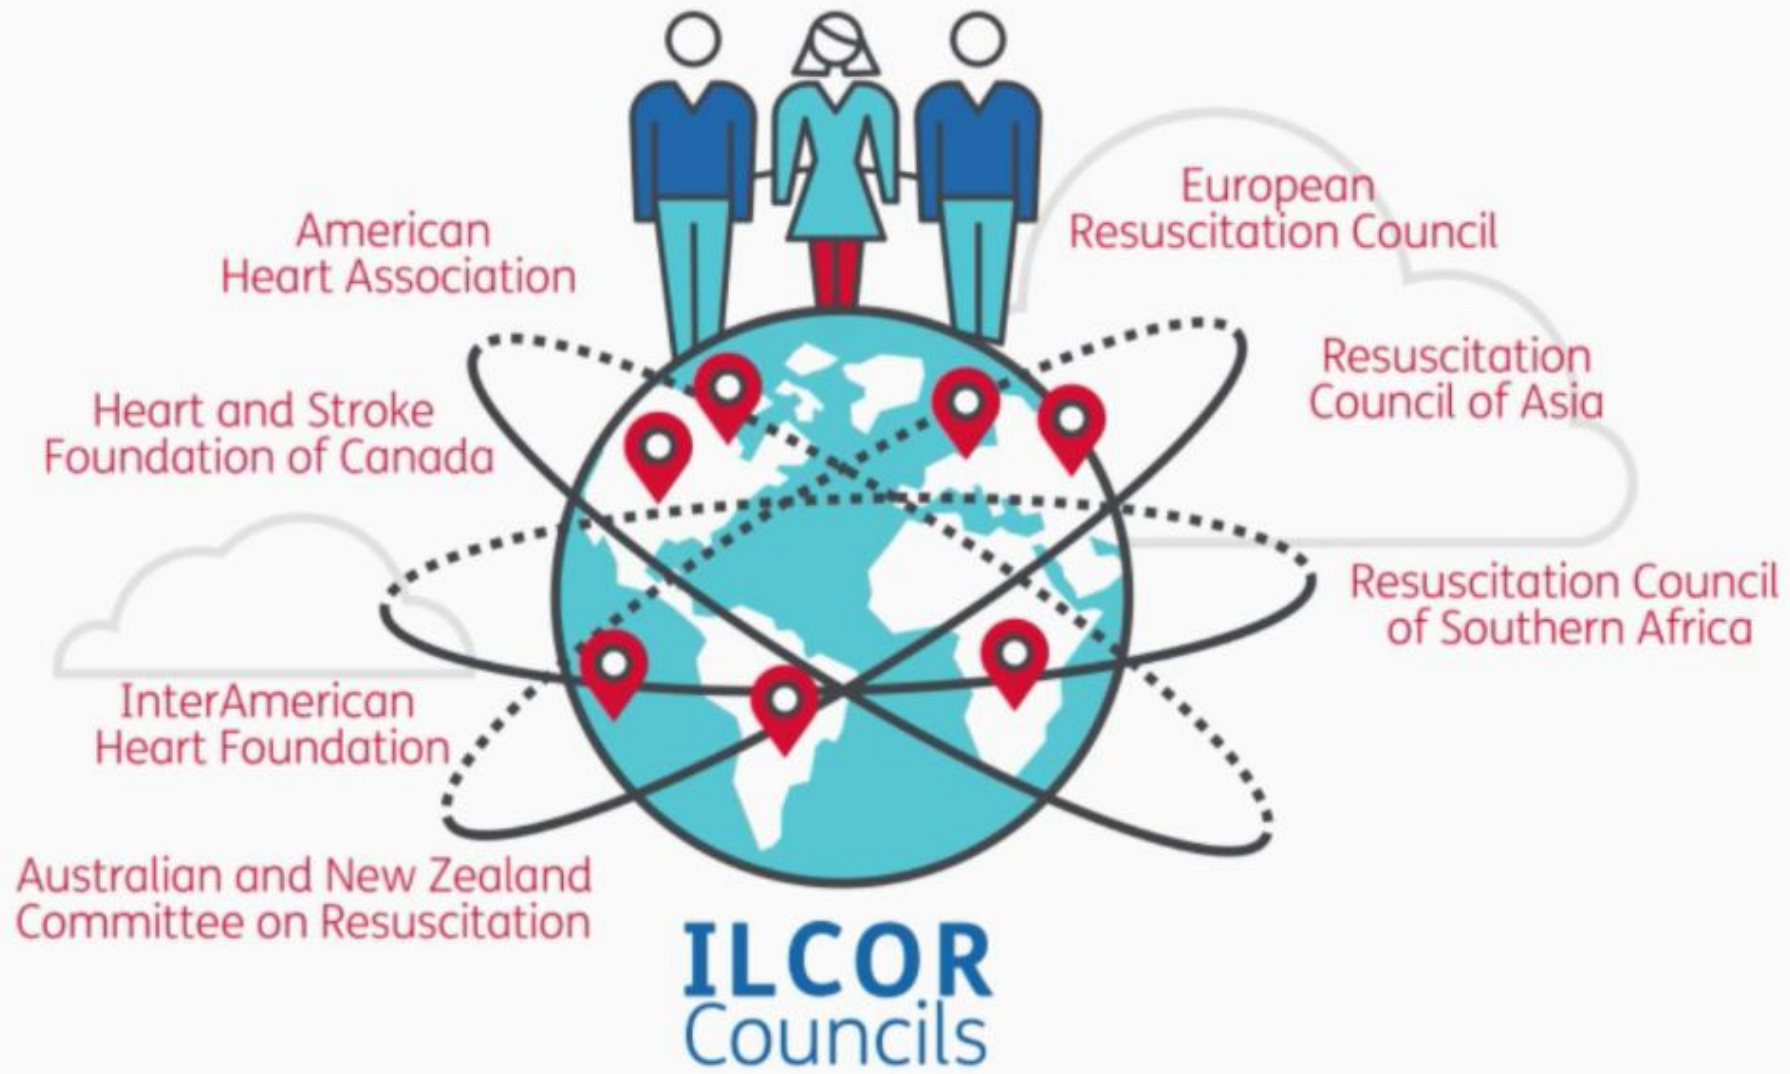 American
Heart Association
Heart and Stroke
Foundation of Canada
InterAmerican
Heart Foundation
Australian and New Zealand
Committee on Resuscitation
European
Resuscitation Council
Resuscitation
Council of Asia
Resuscitation Council
of Southern Africa
ILCOR
Councils